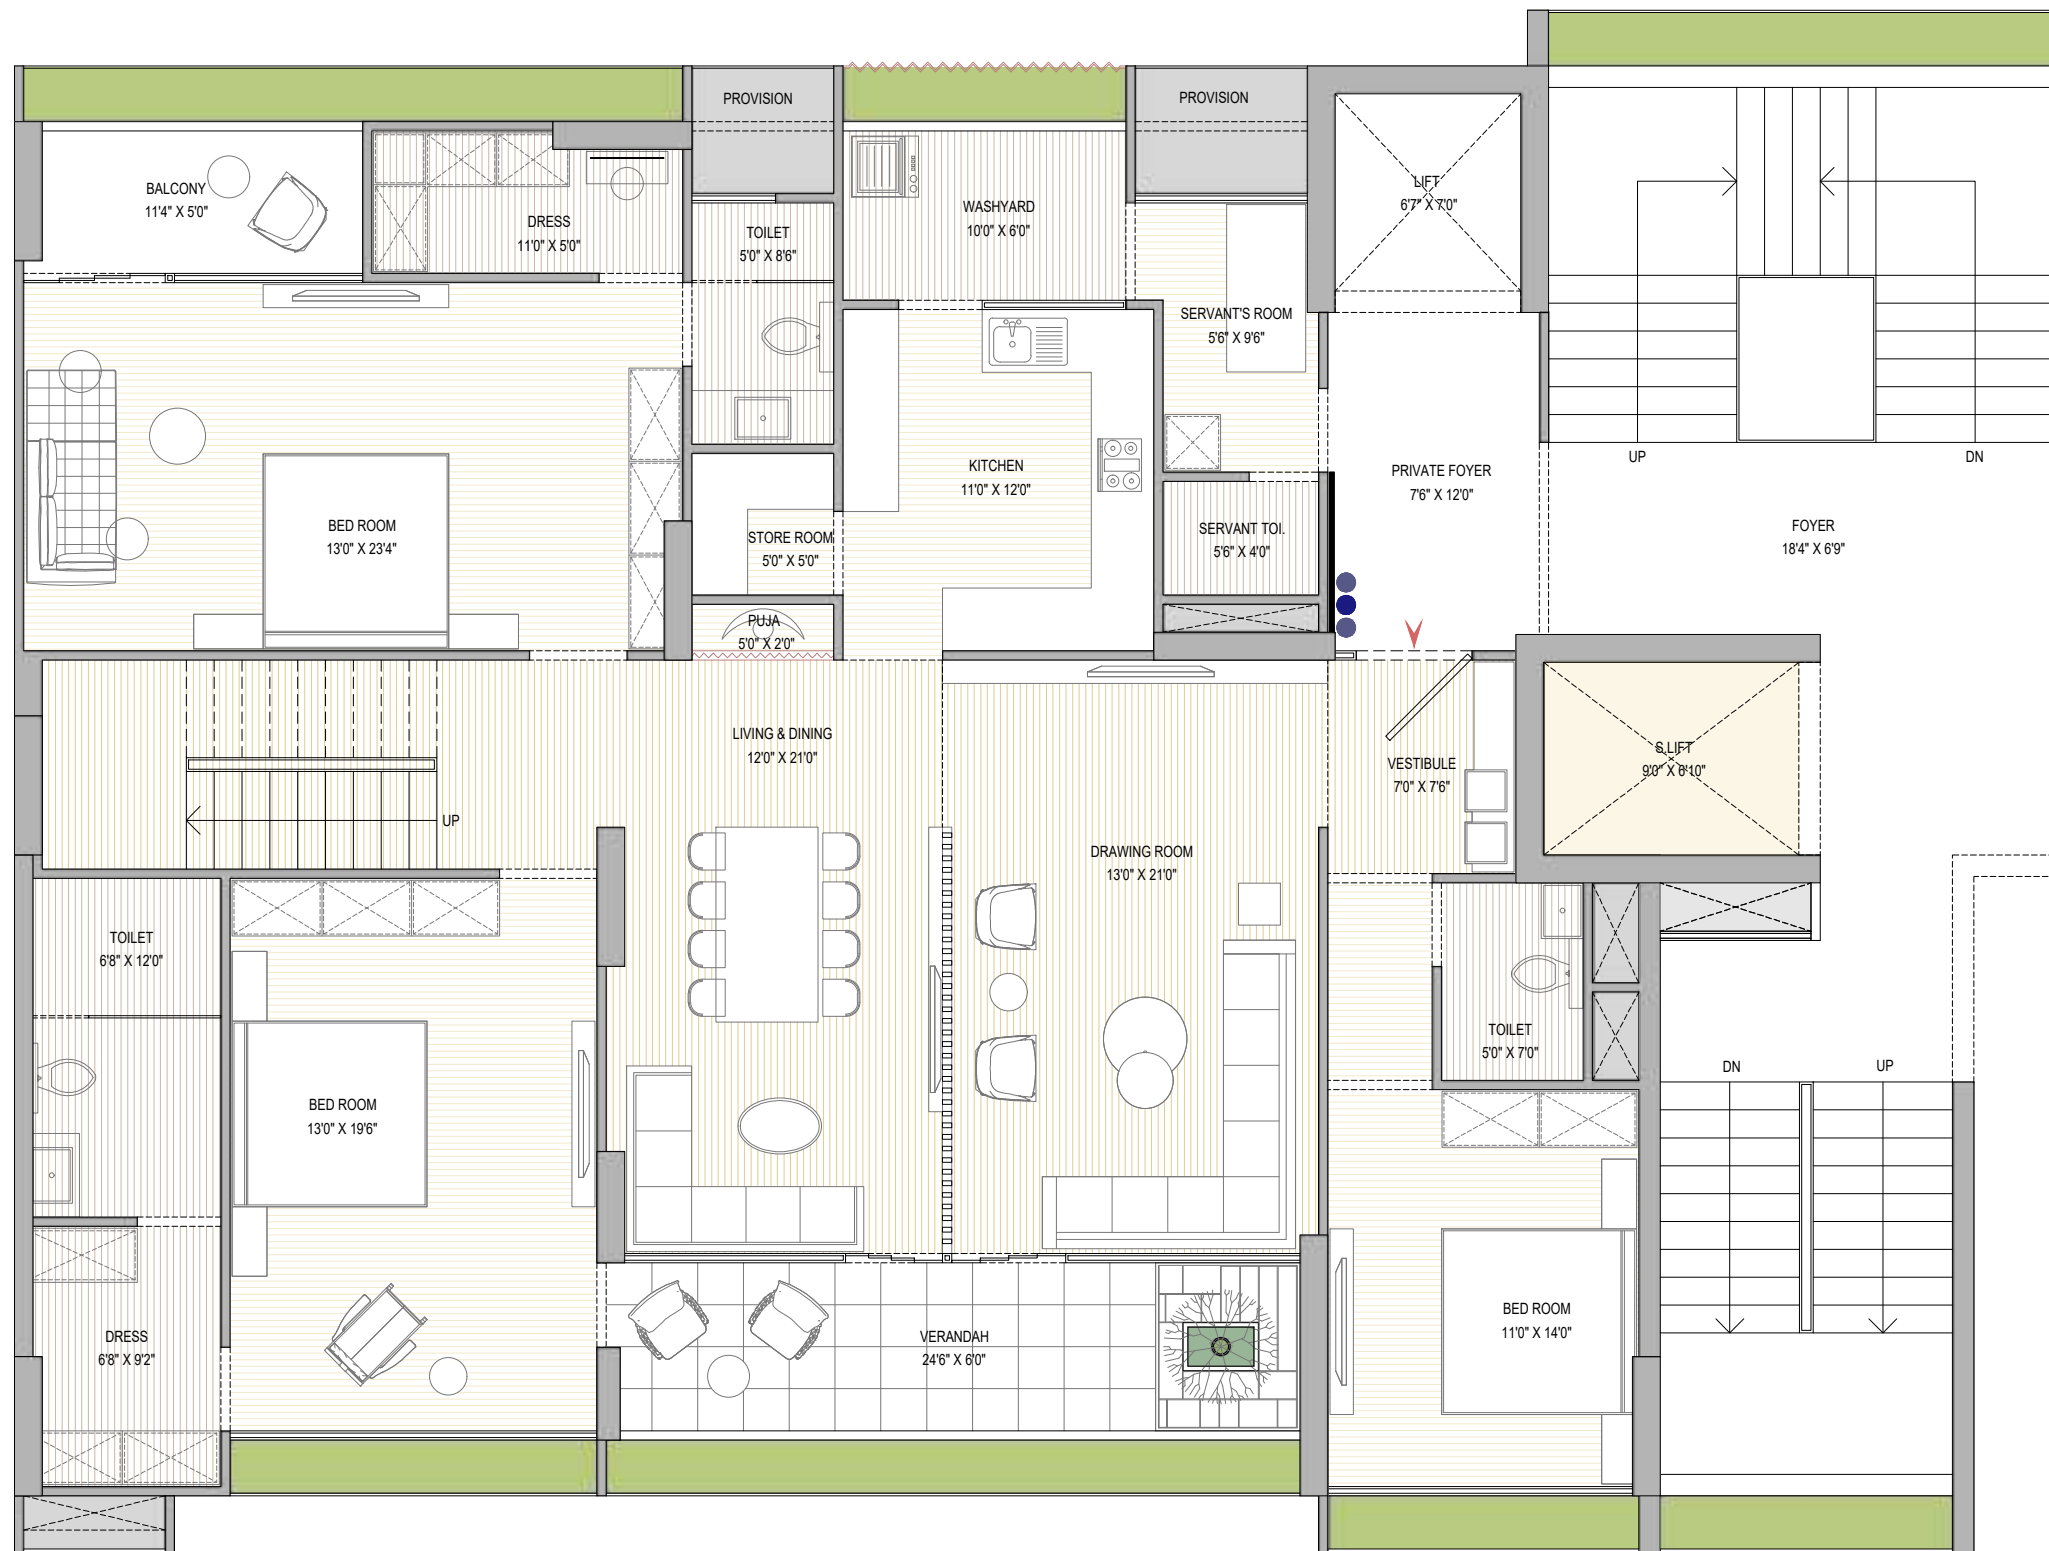 PROVISION
PROVISION
BALCONY
11'4" X 5'0"
DRESS
11'0" X 5'0"
TOILET
5'0" X 8'6"
WASHYARD
10'0" X 6'0"
LIFT
6'7" X 7'0"
SERVANT'S ROOM
5'6" X 9'6"
UP
DN
BED ROOM
13'0" X 23'4"
STORE ROOM
5'0" X 5'0"
KITCHEN
11'0" X 12'0"
SERVANT TOI.
5'6" X 4'0"
PRIVATE FOYER
7'6" X 12'0"
FOYER
18'4" X 6'9"
PUJA
5'0" X 2'0"
UP
LIVING & DINING
12'0" X 21'0"
VESTIBULE
7'0" X 7'6"
S.LIFT
9'0" X 6'10"
DRAWING ROOM
13'0" X 21'0"
TOILET
6'8" X 12'0"
TOILET
5'0" X 7'0"
DN
UP
BED ROOM
13'0" X 19'6"
DRESS
6'8" X 9'2"
VERANDAH
24'6" X 6'0"
BED ROOM
11'0" X 14'0"